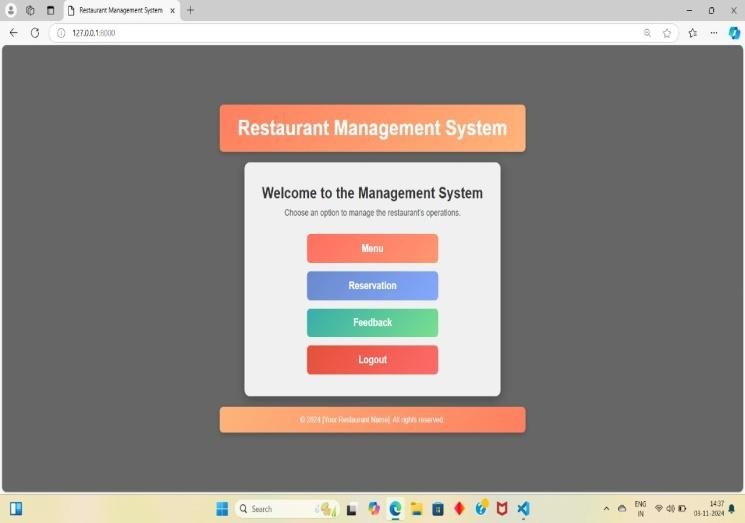 Restaurant Management System
127.0.0.1:8000
Restaurant Management System
Welcome to the Management System
Choose an option to manage the restaurant's operations.
Menu
Reservation
Feedback
Logout
© 2024 [Your Restaurant Name]. All rights reserved.
Search
ENG
IN
14:37
03-11-2024